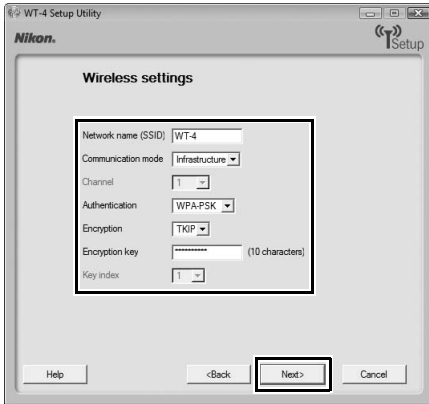 WT-4 Setup Utility
Nikon.
Setup
Wireless settings
Network name (SSID) WT-4
Communication mode Infrastructure
Channel 1
Authentication WPA-PSK
Encryption TKIP
Encryption key ********** (10 characters)
Key index 1
Help <Back Next> Cancel